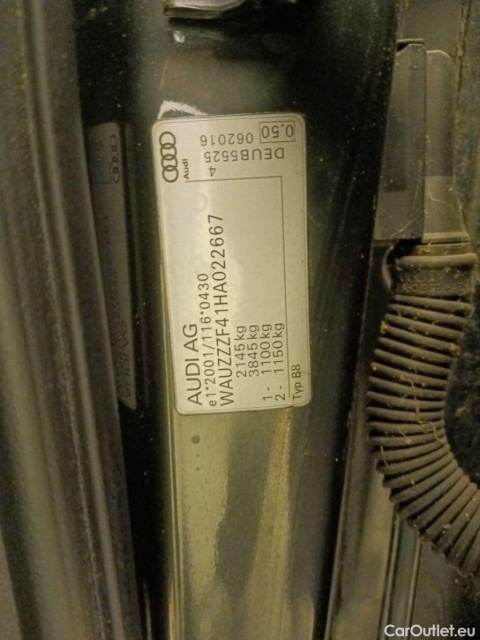 AUDI AG
e1*2001/116*0430
WAUZZZF41HA022667
2145 kg
3845 kg
1 - 1100 kg
2 - 1150 kg
Typ B8
Audi
DEUB5525
4
062016
0,50
CarOutlet.eu